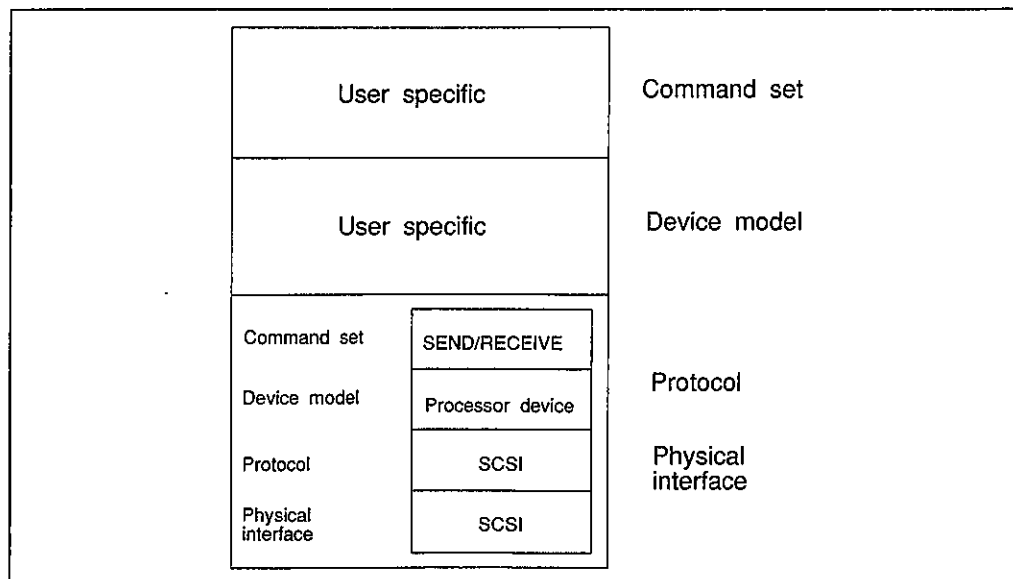 User specific
Command set
User specific
Device model
Command set
SEND/RECEIVE
Protocol
Device model
Processor device
Protocol
SCSI
Physical
interface
Physical
interface
SCSI